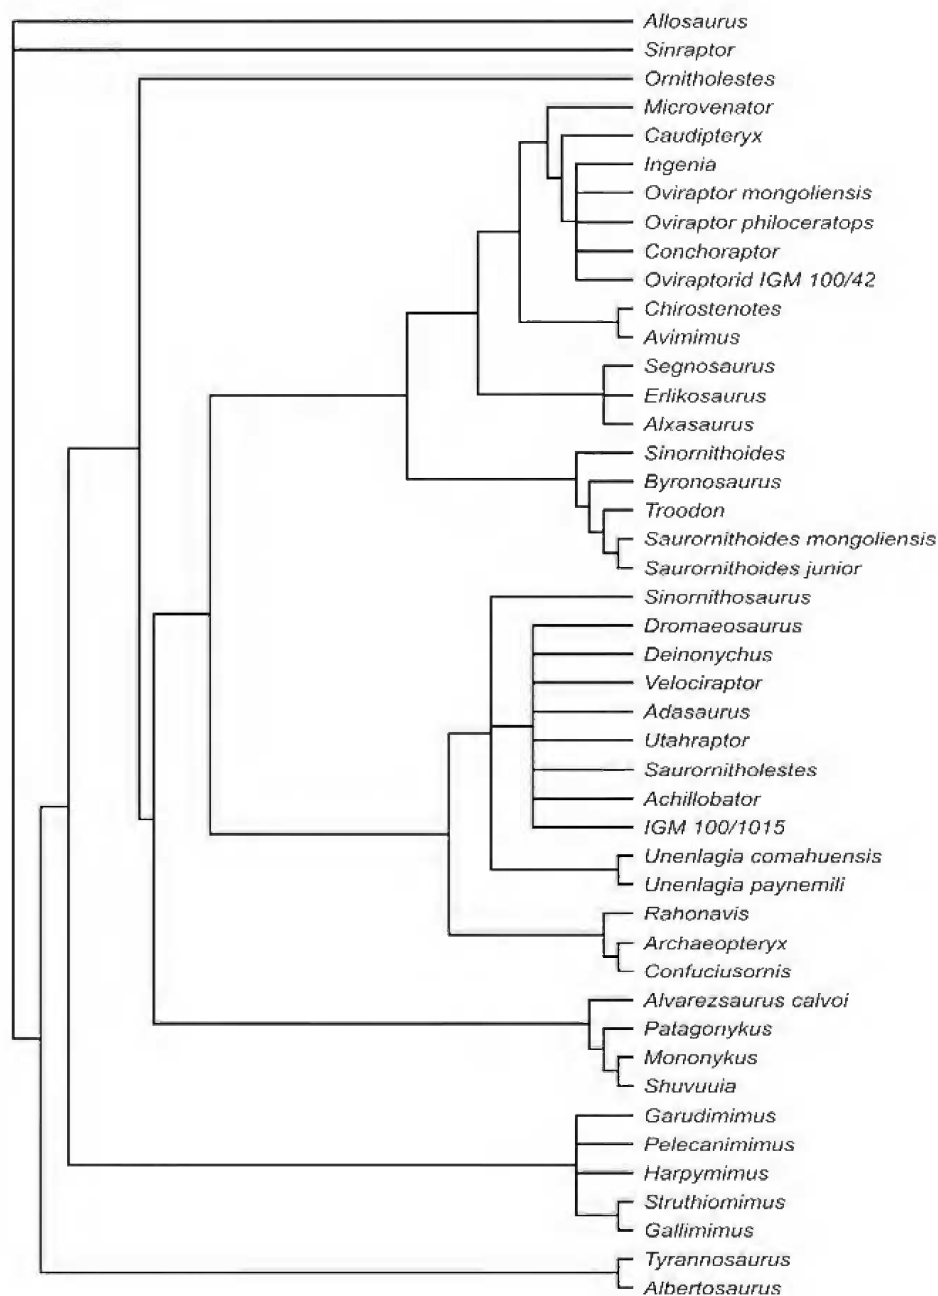 Allosaurus
Sinraptor
Ornitholestes
Microvenator
Caudipteryx
Ingenia
Oviraptor mongoliensis
Oviraptor philoceratops
Conchoraptor
Oviraptorid IGM 100/42
Chirostenotes
Avimimus
Segnosaurus
Erlikosaurus
Alxasaurus
Sinornithoides
Byronosaurus
Troodon
Saurornithoides mongoliensis
Saurornithoides junior
Sinornithosaurus
Dromaeosaurus
Deinonychus
Velociraptor
Adasaurus
Utahraptor
Saurornitholestes
Achillobator
IGM 100/1015
Unenlagia comahuensis
Unenlagia paynemili
Rahonavis
Archaeopteryx
Confuciusornis
Alvarezsaurus calvoi
Patagonykus
Mononykus
Shuvuuia
Garudimimus
Pelecanimimus
Harpymimus
Struthiomimus
Gallimimus
Tyrannosaurus
Albertosaurus